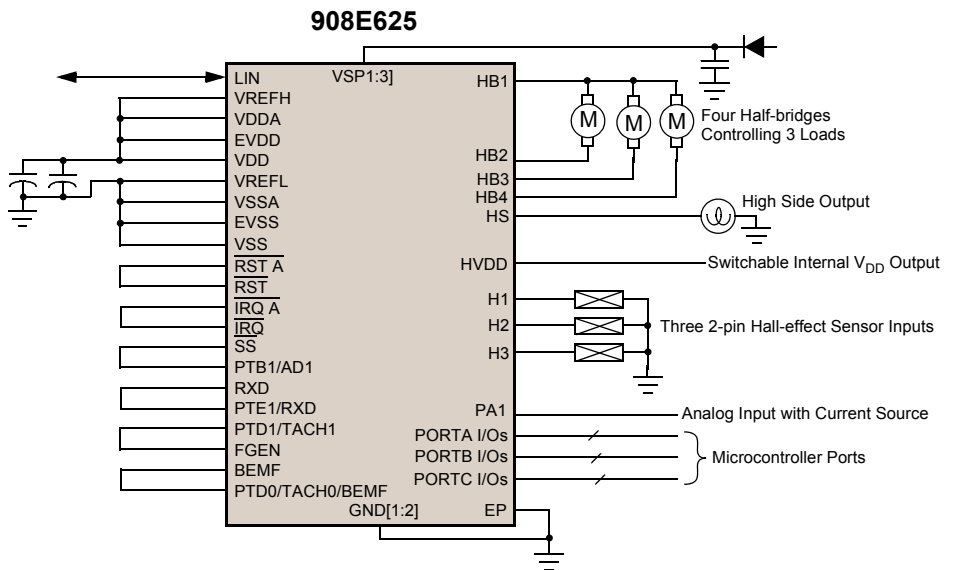 908E625
VSP1:3]
LIN
VREFH
VDDA
EVDD
VDD
VREFL
VSSA
EVSS
VSS
RST A
RST
IRQ A
IRQ
SS
PTB1/AD1
RXD
PTE1/RXD
PTD1/TACH1
FGEN
BEMF
PTD0/TACH0/BEMF
GND[1:2]
HB1
HB2
HB3
HB4
HS
HVDD
H1
H2
H3
PA1
PORTA I/Os
PORTB I/Os
PORTC I/Os
EP
M
M
M
Four Half-bridges
Controlling 3 Loads
High Side Output
Switchable Internal VDD Output
Three 2-pin Hall-effect Sensor Inputs
Analog Input with Current Source
Microcontroller Ports